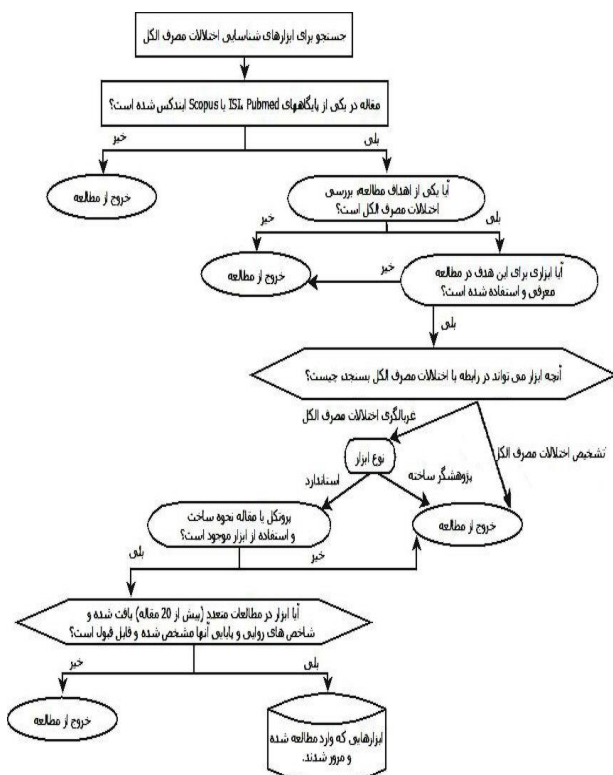 جستجو برای ابزارهای شناسایی اختلالات مصرف الکل
مقاله در یکی از پایگاههای ISI، Pubmed یا Scopus ایندکس شده است؟
خیر
بلی
خروج از مطالعه
آیا یکی از اهداف مطالعه، بررسی
اختلالات مصرف الکل است؟
خیر
بلی
خروج از مطالعه
خیر
آیا ابزاری برای این هدف در مطالعه
معرفی و استفاده شده است؟
بلی
آنچه ابزار می تواند در رابطه با اختلالات مصرف الکل بسنجد، چیست؟
غربالگری اختلالات مصرف الکل
تشخیص اختلالات مصرف الکل
نوع ابزار
استاندارد
پژوهشگر ساخته
خروج از مطالعه
پروتکل یا مقاله نحوه ساخت
و استفاده از ابزار موجود است؟
بلی
خیر
آیا ابزار در مطالعات متعدد (بیش از 20 مقاله) یافت شده و
شاخص های روایی و پایایی آنها مشخص شده و قابل قبول است؟
خیر
بلی
خروج از مطالعه
ابزارهایی که وارد مطالعه شده
و مرور شدند.